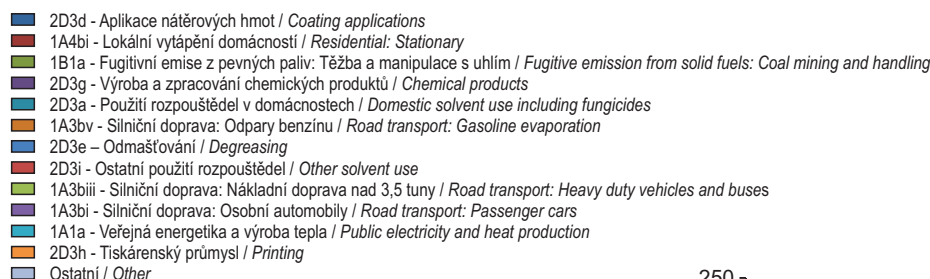 2D3d - Aplikace nátěrových hmot / Coating applications
1A4bi - Lokální vytápění domácností / Residential: Stationary
1B1a - Fugitivní emise z pevných paliv: Těžba a manipulace s uhlím / Fugitive emission from solid fuels: Coal mining and handling
2D3g - Výroba a zpracování chemických produktů / Chemical products
2D3a - Použití rozpouštědel v domácnostech / Domestic solvent use including fungicides
1A3bv - Silniční doprava: Odpary benzínu / Road transport: Gasoline evaporation
2D3e – Odmašťování / Degreasing
2D3i - Ostatní použití rozpouštědel / Other solvent use
1A3biii - Silniční doprava: Nákladní doprava nad 3,5 tuny / Road transport: Heavy duty vehicles and buses
1A3bi - Silniční doprava: Osobní automobily / Road transport: Passenger cars
1A1a - Veřejná energetika a výroba tepla / Public electricity and heat production
2D3h - Tiskárenský průmysl / Printing
Ostatní / Other
250